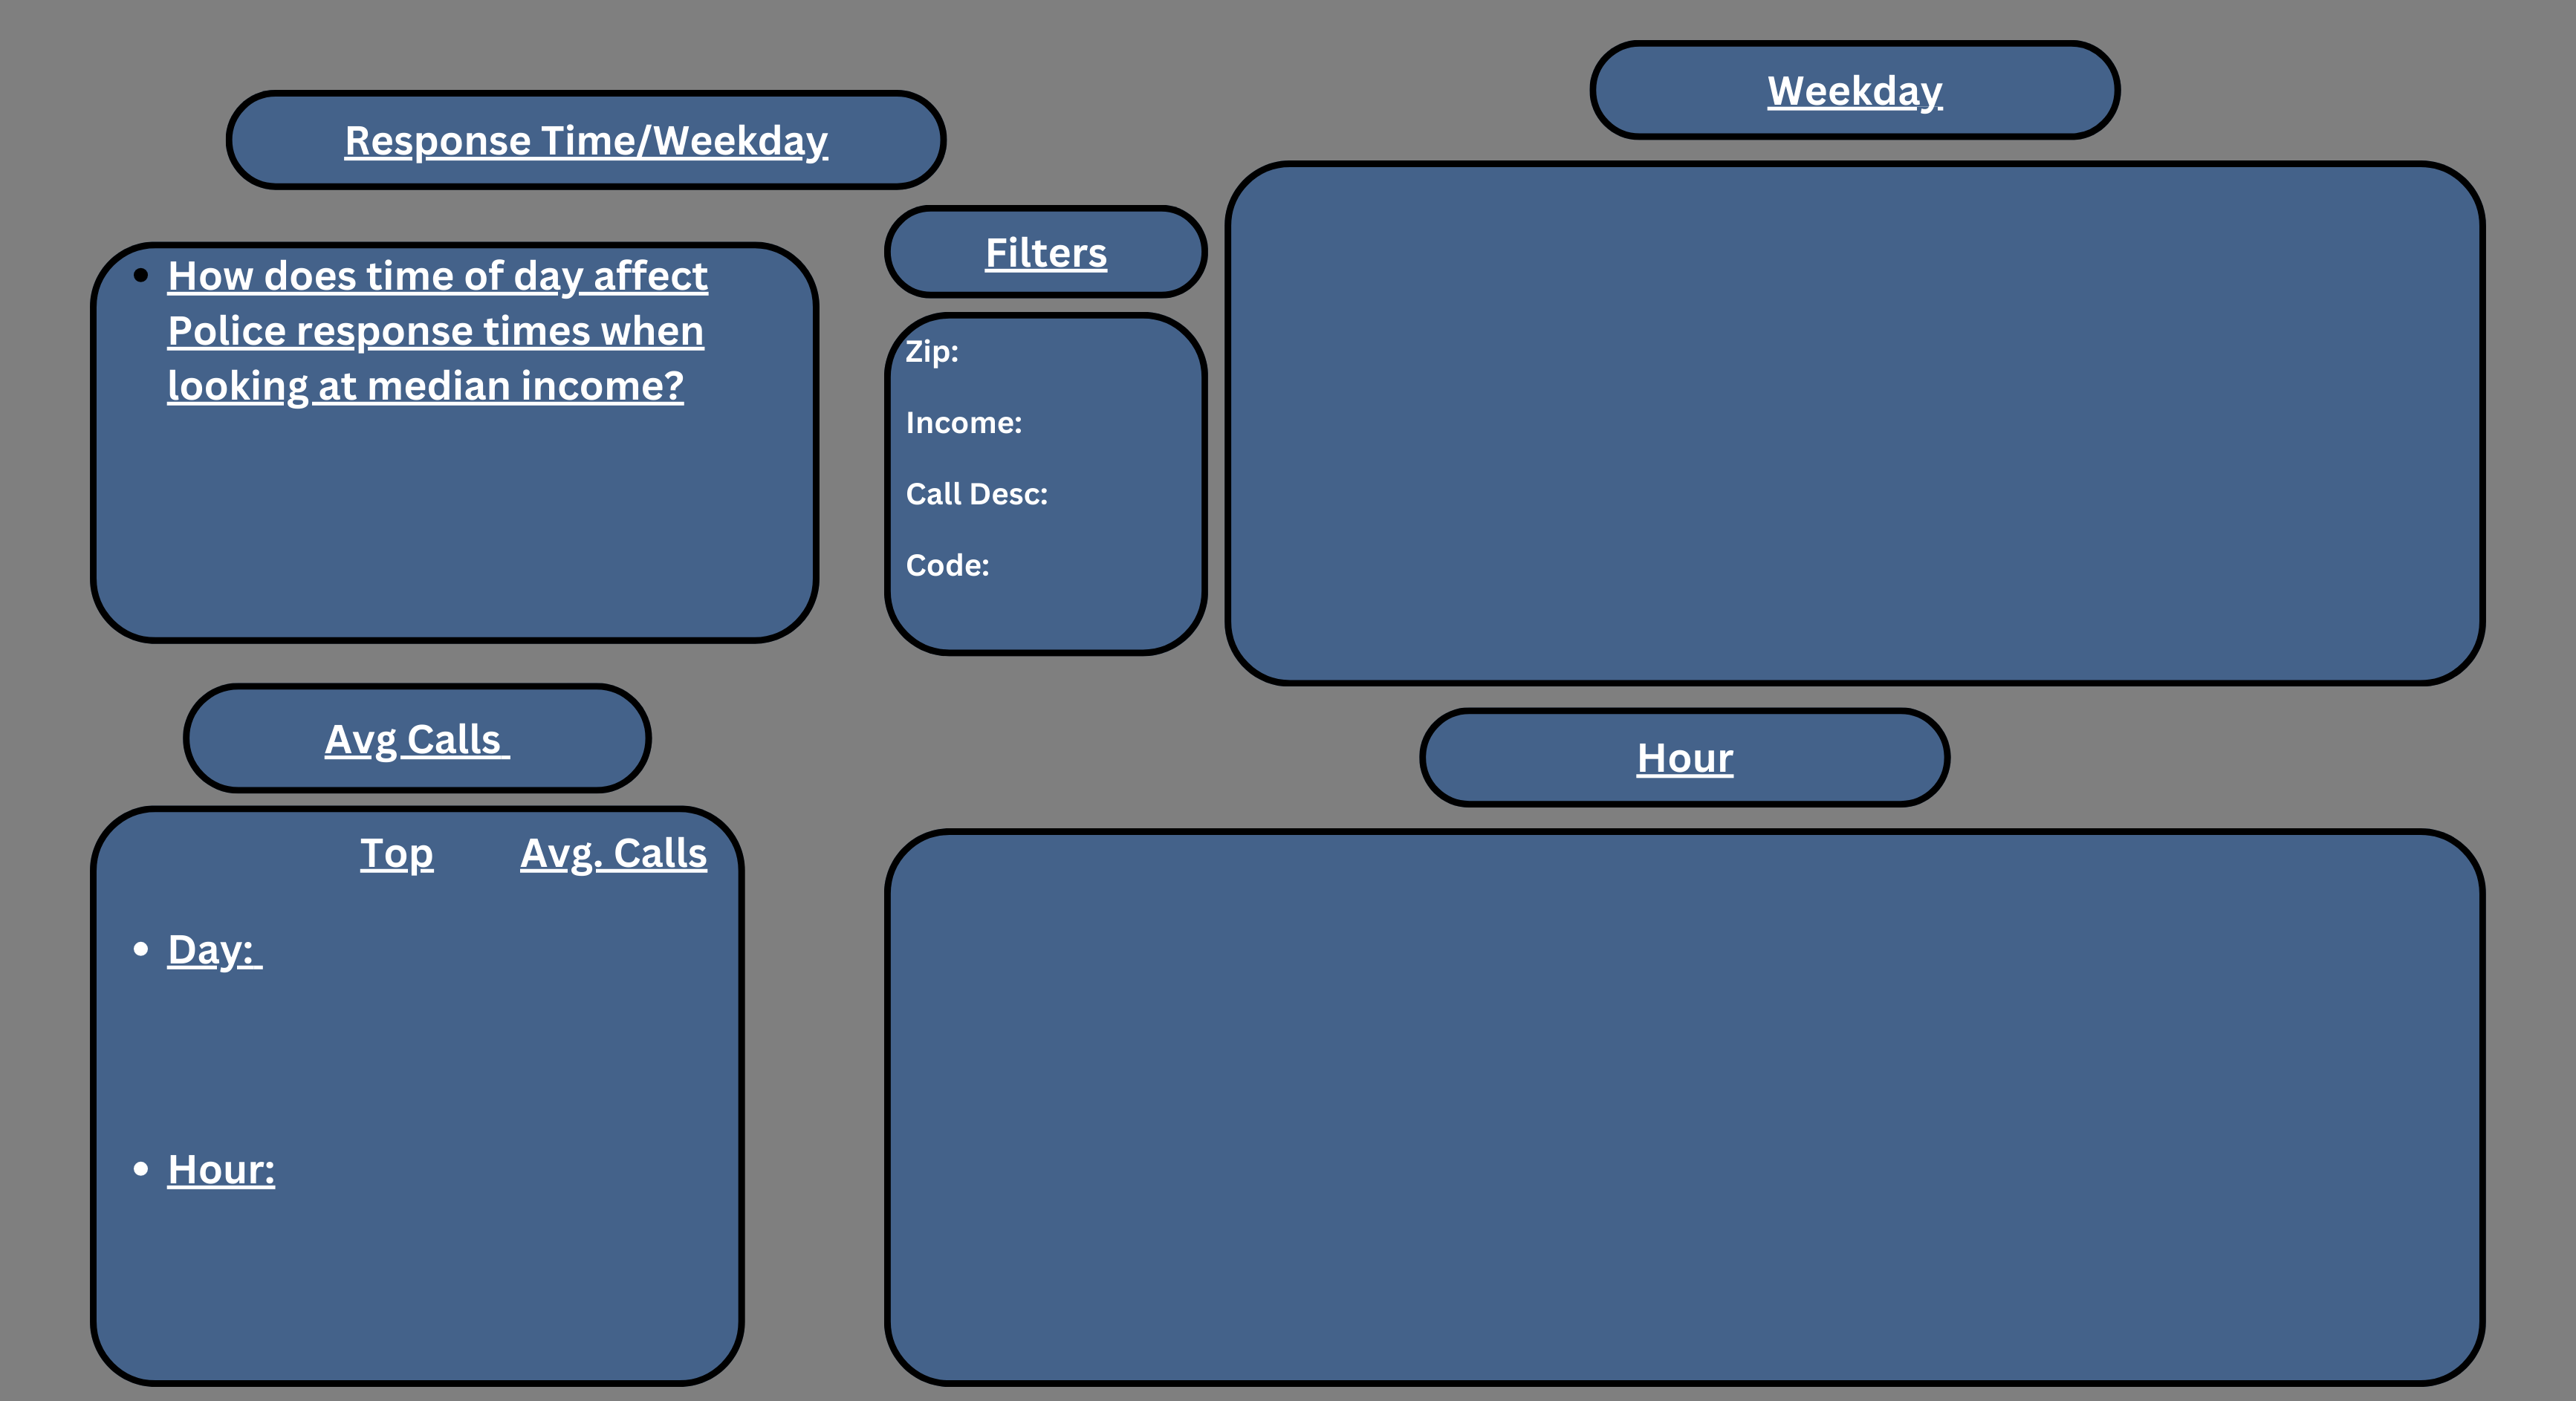 Response Time/Weekday
• How does time of day affect
Police response times when
looking at median income?
Filters
Zip:
Income:
Call Desc:
Code:
Weekday
Avg Calls
Top Avg. Calls
• Day:
• Hour:
Hour